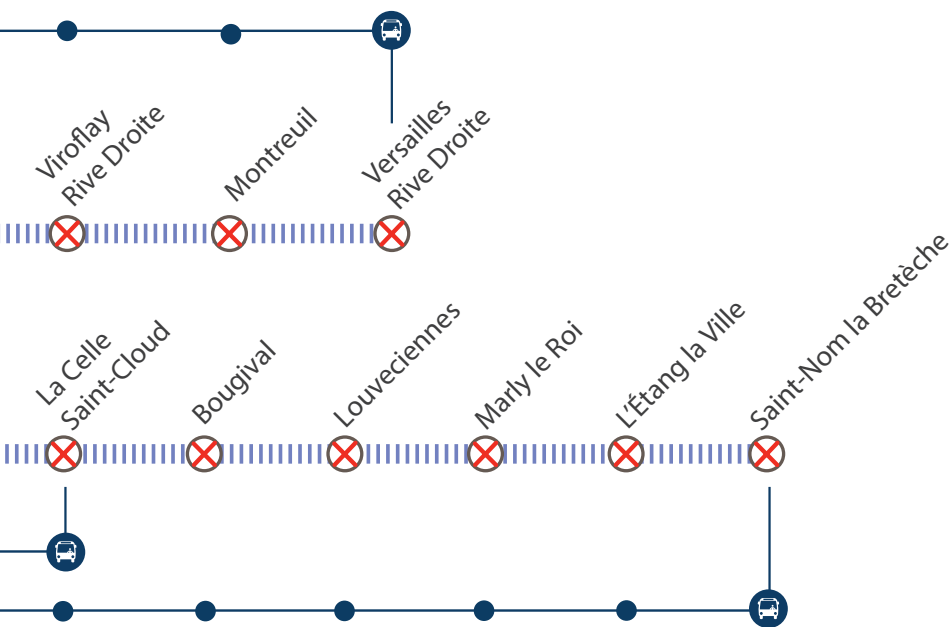 Viroflay
Rive Droite
Montreuil
Versailles
Rive Droite
La Celle
Saint-Cloud
Bougival
Louveciennes
Marly le Roi
L'Étang la Ville
Saint-Nom la Bretèche